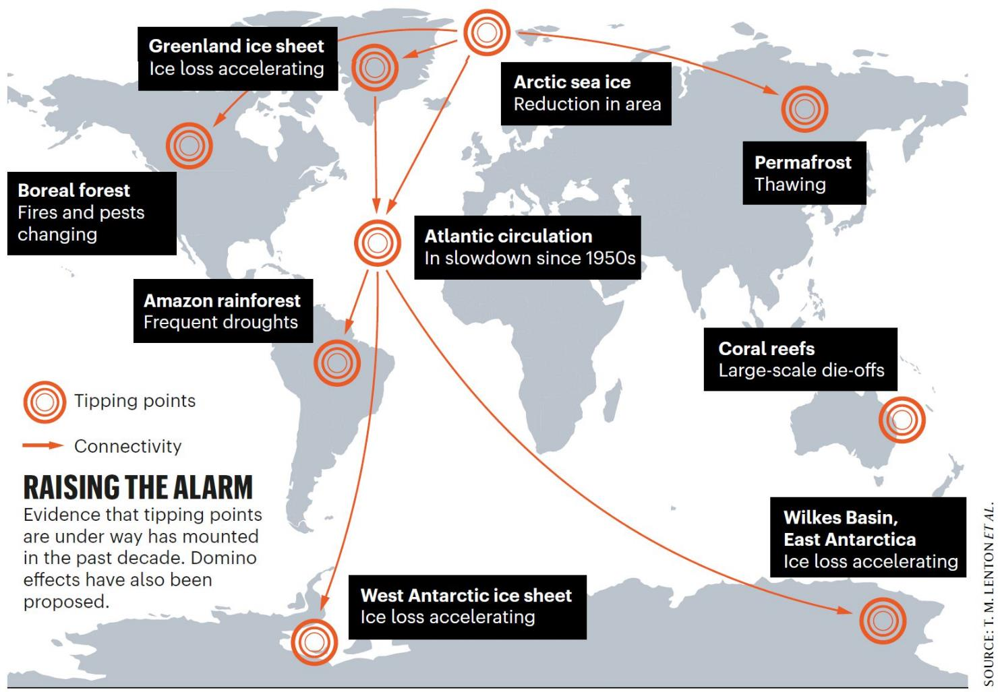 Greenland ice sheet
Ice loss accelerating
Arctic sea ice
Reduction in area
Permafrost
Thawing
Boreal forest
Fires and pests
changing
Atlantic circulation
In slowdown since 1950s
Amazon rainforest
Frequent droughts
Coral reefs
Large-scale die-offs
Tipping points
Connectivity
RAISING THE ALARM
Evidence that tipping points
are under way has mounted
in the past decade. Domino
effects have also been
proposed.
Wilkes Basin,
East Antarctica
Ice loss accelerating
West Antarctic ice sheet
Ice loss accelerating
SOURCE: T. M. LENTON ET AL.